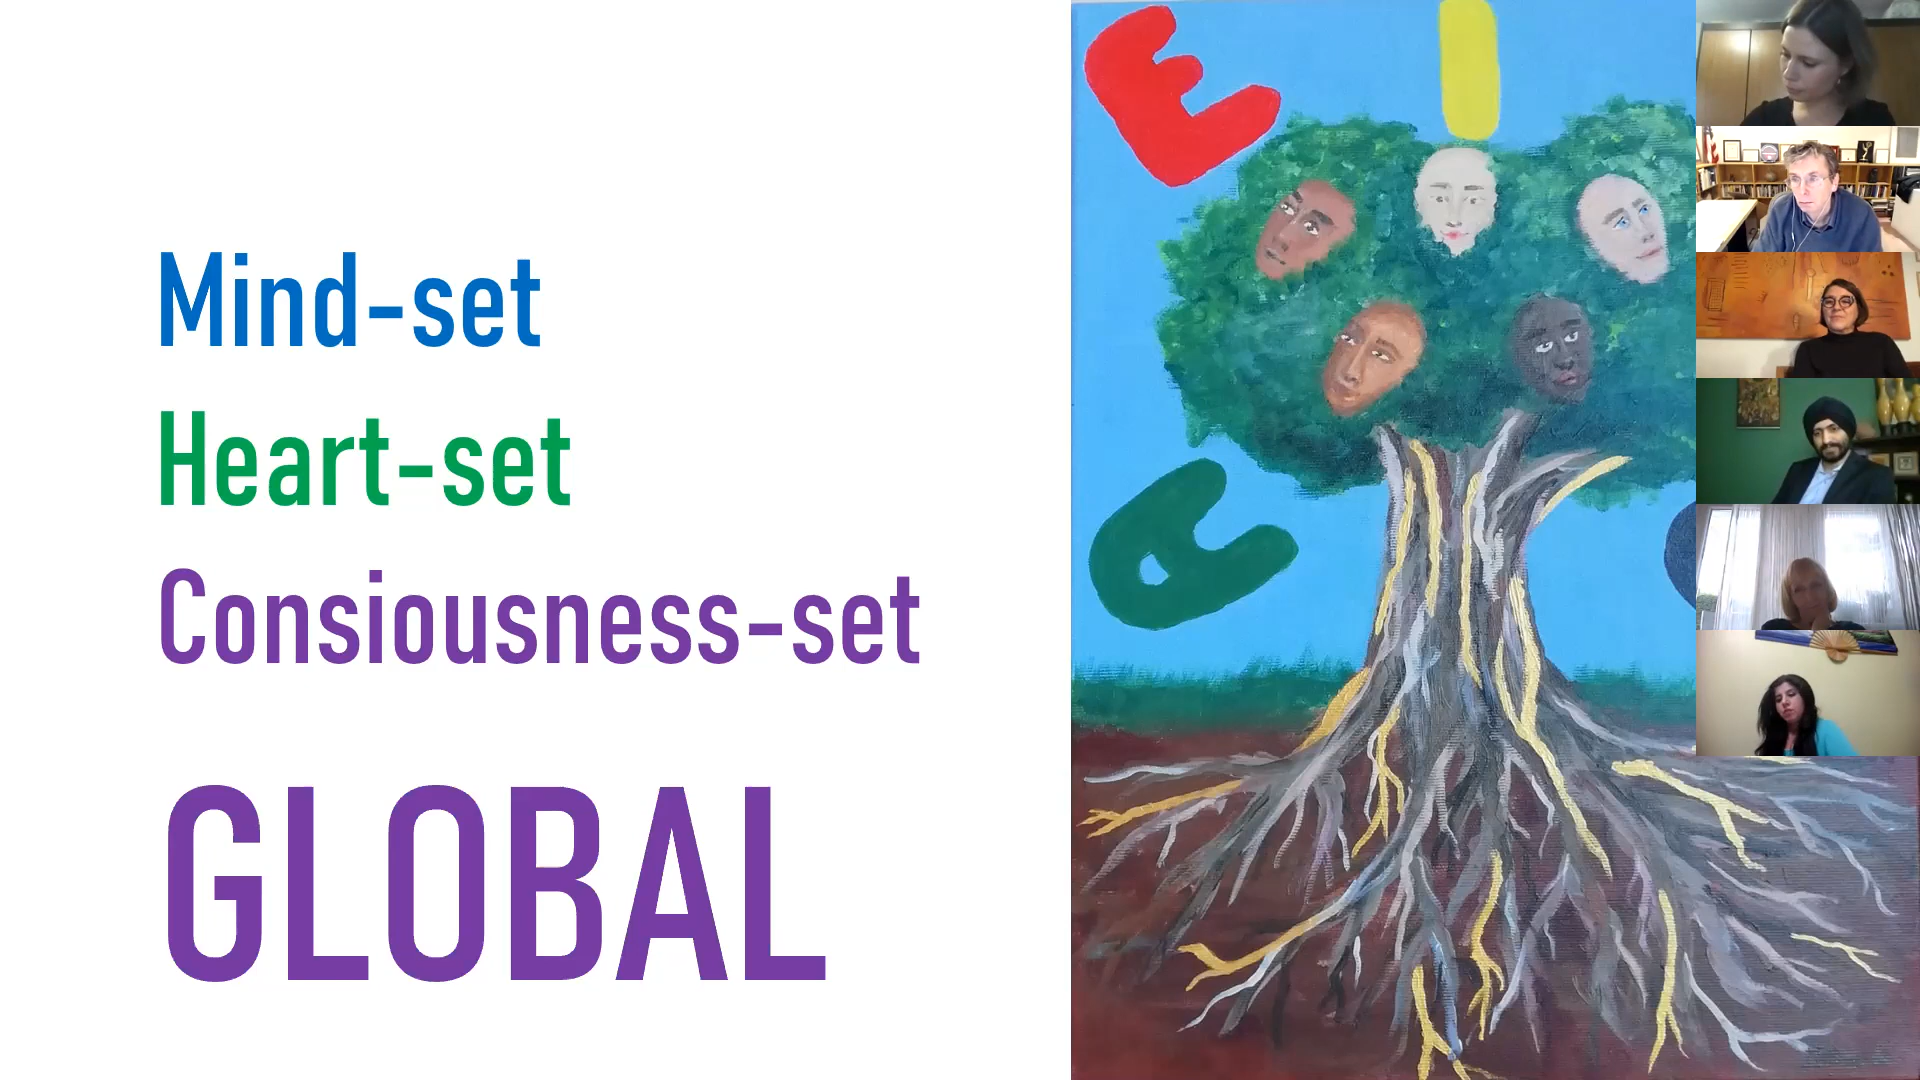 Mind-set
Heart-set
Consiousness-set
GLOBAL
E
I
A